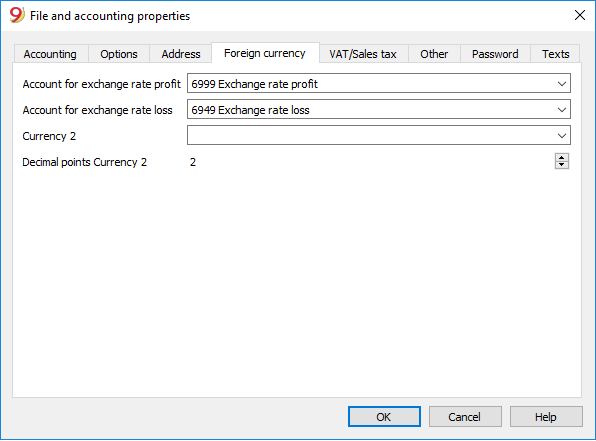 9 File and accounting properties
Accounting Options Address Foreign currency VAT/Sales tax Other Password Texts
Account for exchange rate profit 6999 Exchange rate profit
Account for exchange rate loss 6949 Exchange rate loss
Currency 2
Decimal points Currency 2 2
OK Cancel Help